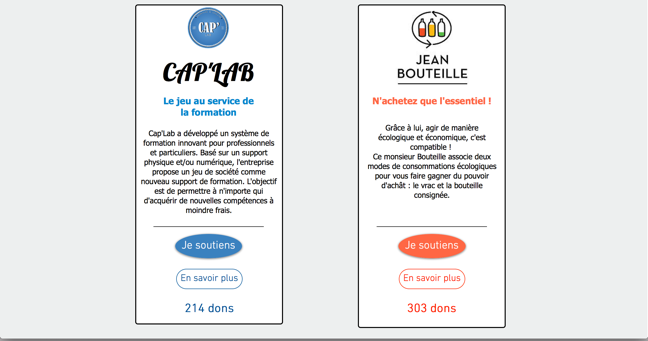 CAP'
CAP'LAB
Le jeu au service de
la formation
Cap'Lab a développé un système de
formation innovant pour professionnels
et particuliers. Basé sur un support
physique et/ou numérique, l'entreprise
propose un jeu de société comme
nouveau support de formation. L'objectif
est de permettre à n'importe qui
d'acquérir de nouvelles compétences à
moindre frais.
Je soutiens
En savoir plus
214 dons
JEAN
BOUTEILLE
N'achetez que l'essentiel !
Grâce à lui, agir de manière
écologique et économique, c'est
compatible !
Ce monsieur Bouteille associe deux
modes de consommations écologiques
pour vous faire gagner du pouvoir
d'achât : le vrac et la bouteille
consignée.
Je soutiens
En savoir plus
303 dons